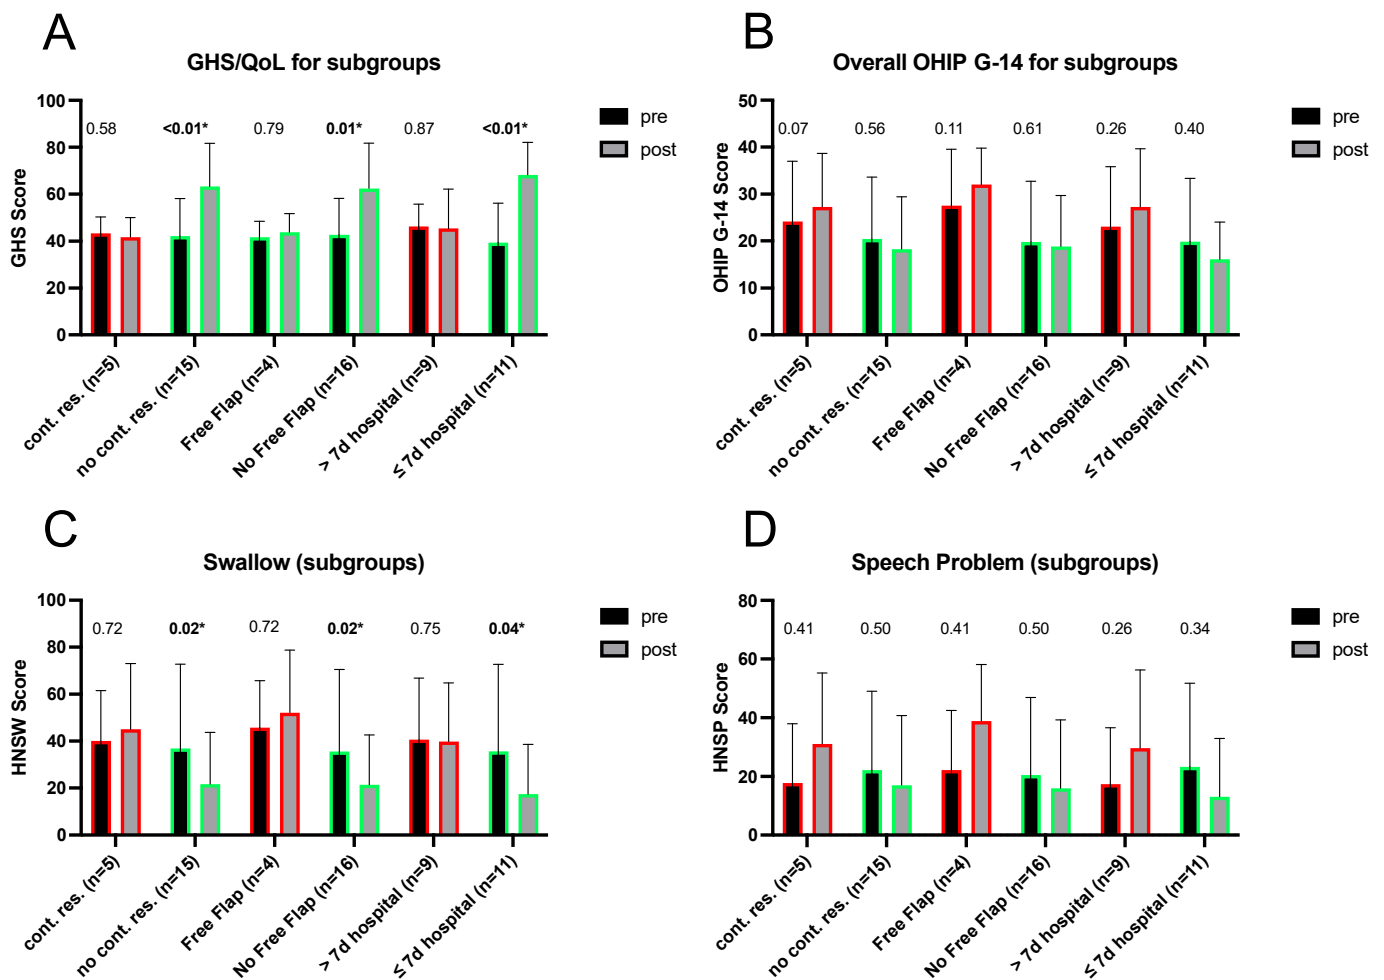 A
GHS/QoL for subgroups
GHS Score
100
80
60
40
20
0
0.58
<0.01*
0.79
0.01*
0.87
<0.01*
pre
post
cont. res. (n=5)
no cont. res. (n=15)
Free Flap (n=4)
No Free Flap (n=16)
> 7d hospital (n=9)
≤ 7d hospital (n=11)
B
Overall OHIP G-14 for subgroups
OHIP G-14 Score
50
40
30
20
10
0
0.07
0.56
0.11
0.61
0.26
0.40
pre
post
cont. res. (n=5)
no cont. res. (n=15)
Free Flap (n=4)
No Free Flap (n=16)
> 7d hospital (n=9)
≤ 7d hospital (n=11)
C
Swallow (subgroups)
HNSW Score
100
80
60
40
20
0
0.72
0.02*
0.72
0.02*
0.75
0.04*
pre
post
cont. res. (n=5)
no cont. res. (n=15)
Free Flap (n=4)
No Free Flap (n=16)
> 7d hospital (n=9)
≤ 7d hospital (n=11)
D
Speech Problem (subgroups)
HNSP Score
80
60
40
20
0
0.41
0.50
0.41
0.50
0.26
0.34
pre
post
cont. res. (n=5)
no cont. res. (n=15)
Free Flap (n=4)
No Free Flap (n=16)
> 7d hospital (n=9)
≤ 7d hospital (n=11)